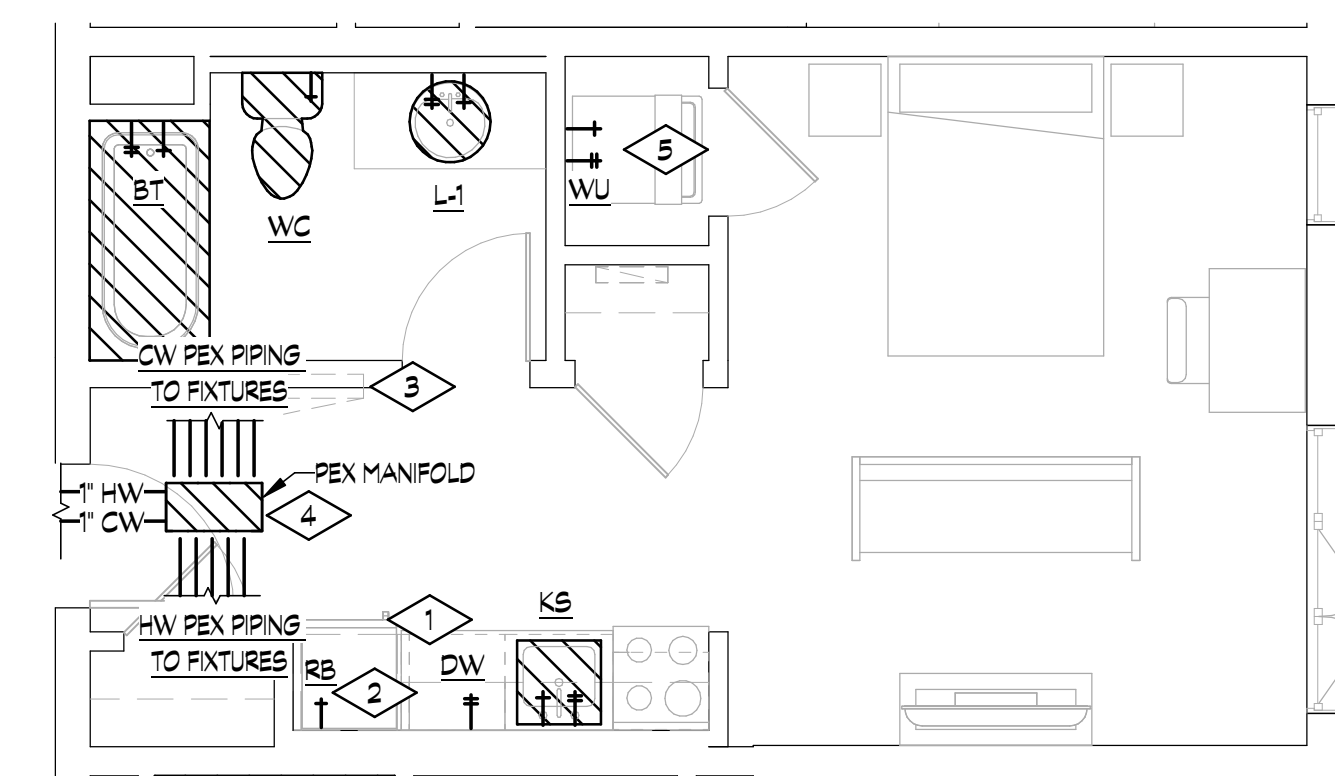 5
BT
WU
L-1
WC
CW PEX PIPING
TO FIXTURES
3
PEX MANIFOLD
1" HW
1" CW
4
KS
1
HW PEX PIPING
TO FIXTURES
RB
2
DW